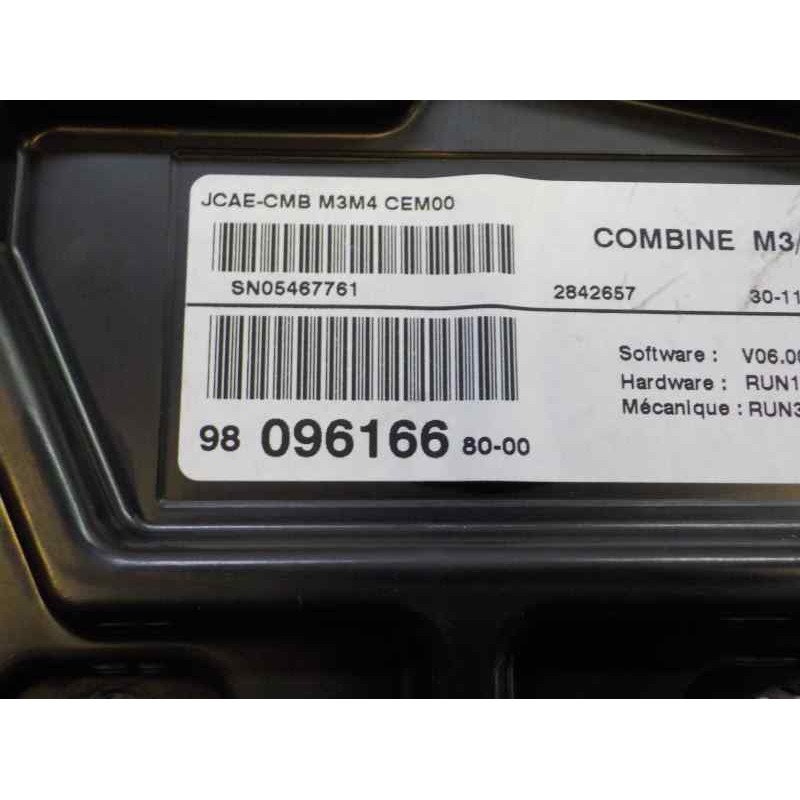 JCAE-CMB M3M4 CEM00
COMBINE M3/
SN05467761 2842657 30-11
Software : V06.00
Hardware : RUN1
Mécanique : RUN3
98 096166 80-00